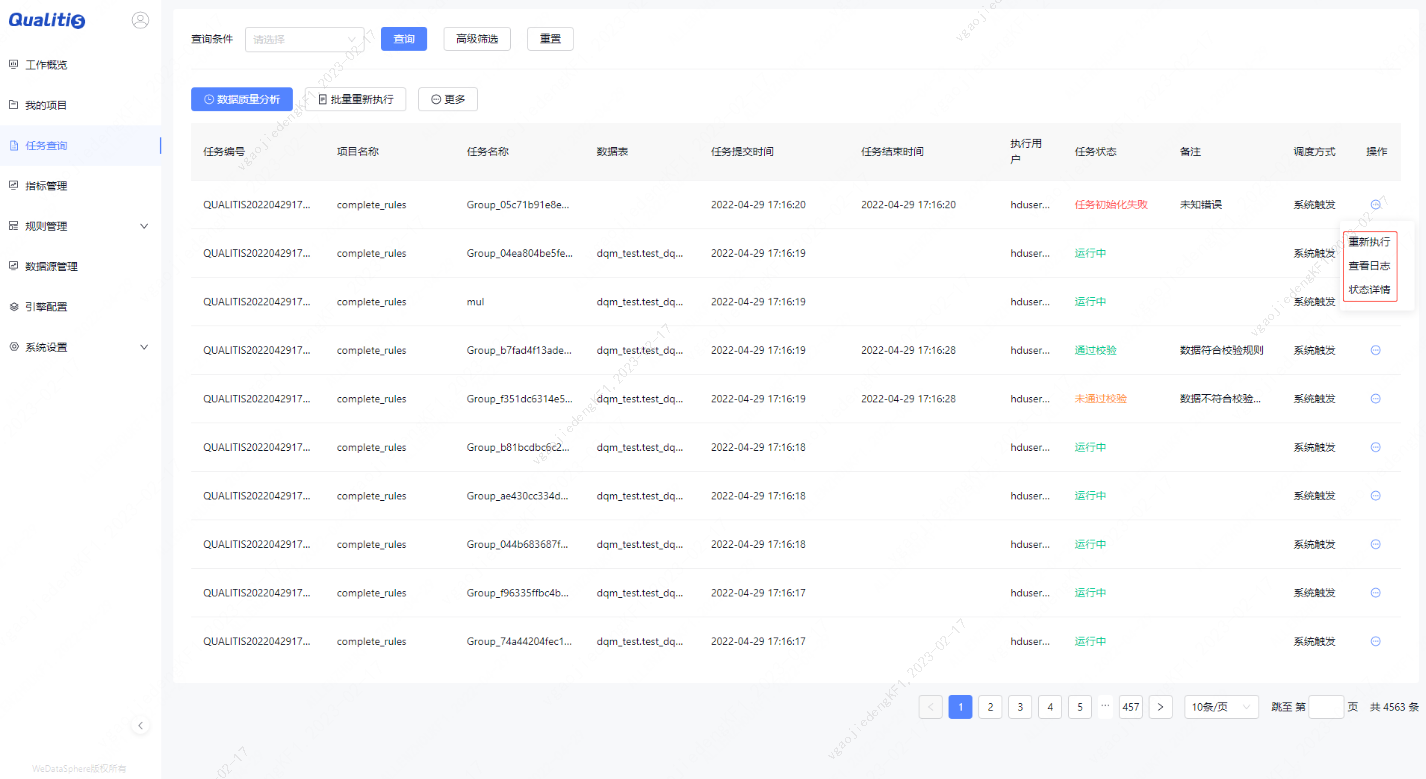 Qualitis
工作概览
我的项目
任务查询
指标管理
规则管理
数据源管理
引擎配置
系统设置
WeDataSphere版权所有
查询条件 请选择 查询 高级筛选 重置
数据质量分析 批量重新执行 更多
任务编号 项目名称 任务名称 数据表 任务提交时间 任务结束时间 执行用户 任务状态 备注 调度方式 操作
QUALITIS2022042917... complete_rules Group_05c71b91e8e... 2022-04-29 17:16:20 2022-04-29 17:16:20 hduser... 任务初始化失败 未知错误 系统触发
QUALITIS2022042917... complete_rules Group_04ea804be5fe... dqm_test.test_dq... 2022-04-29 17:16:19 hduser... 运行中 系统触发
QUALITIS2022042917... complete_rules mul dqm_test.test_dq... 2022-04-29 17:16:19 hduser... 运行中 系统触发
重新执行
查看日志
状态详情
QUALITIS2022042917... complete_rules Group_b7fad4f13ade... dqm_test.test_dq... 2022-04-29 17:16:19 2022-04-29 17:16:28 hduser... 通过校验 数据符合校验规则 系统触发
QUALITIS2022042917... complete_rules Group_f351dc6314e5... dqm_test.test_dq... 2022-04-29 17:16:19 2022-04-29 17:16:28 hduser... 未通过校验 数据不符合校验... 系统触发
QUALITIS2022042917... complete_rules Group_b81bcdbc6c2... dqm_test.test_dq... 2022-04-29 17:16:18 hduser... 运行中 系统触发
QUALITIS2022042917... complete_rules Group_ae430cc334d... dqm_test.test_dq... 2022-04-29 17:16:18 hduser... 运行中 系统触发
QUALITIS2022042917... complete_rules Group_044b683687f... dqm_test.test_dq... 2022-04-29 17:16:18 hduser... 运行中 系统触发
QUALITIS2022042917... complete_rules Group_f96335ffbc4b... dqm_test.test_dq... 2022-04-29 17:16:17 hduser... 运行中 系统触发
QUALITIS2022042917... complete_rules Group_74a44204fec1... dqm_test.test_dq... 2022-04-29 17:16:17 hduser... 运行中 系统触发
1 2 3 4 5 ... 457 10条/页 跳至 第 页 共 4563 条
vgaojiedengKF1,2023-02-17